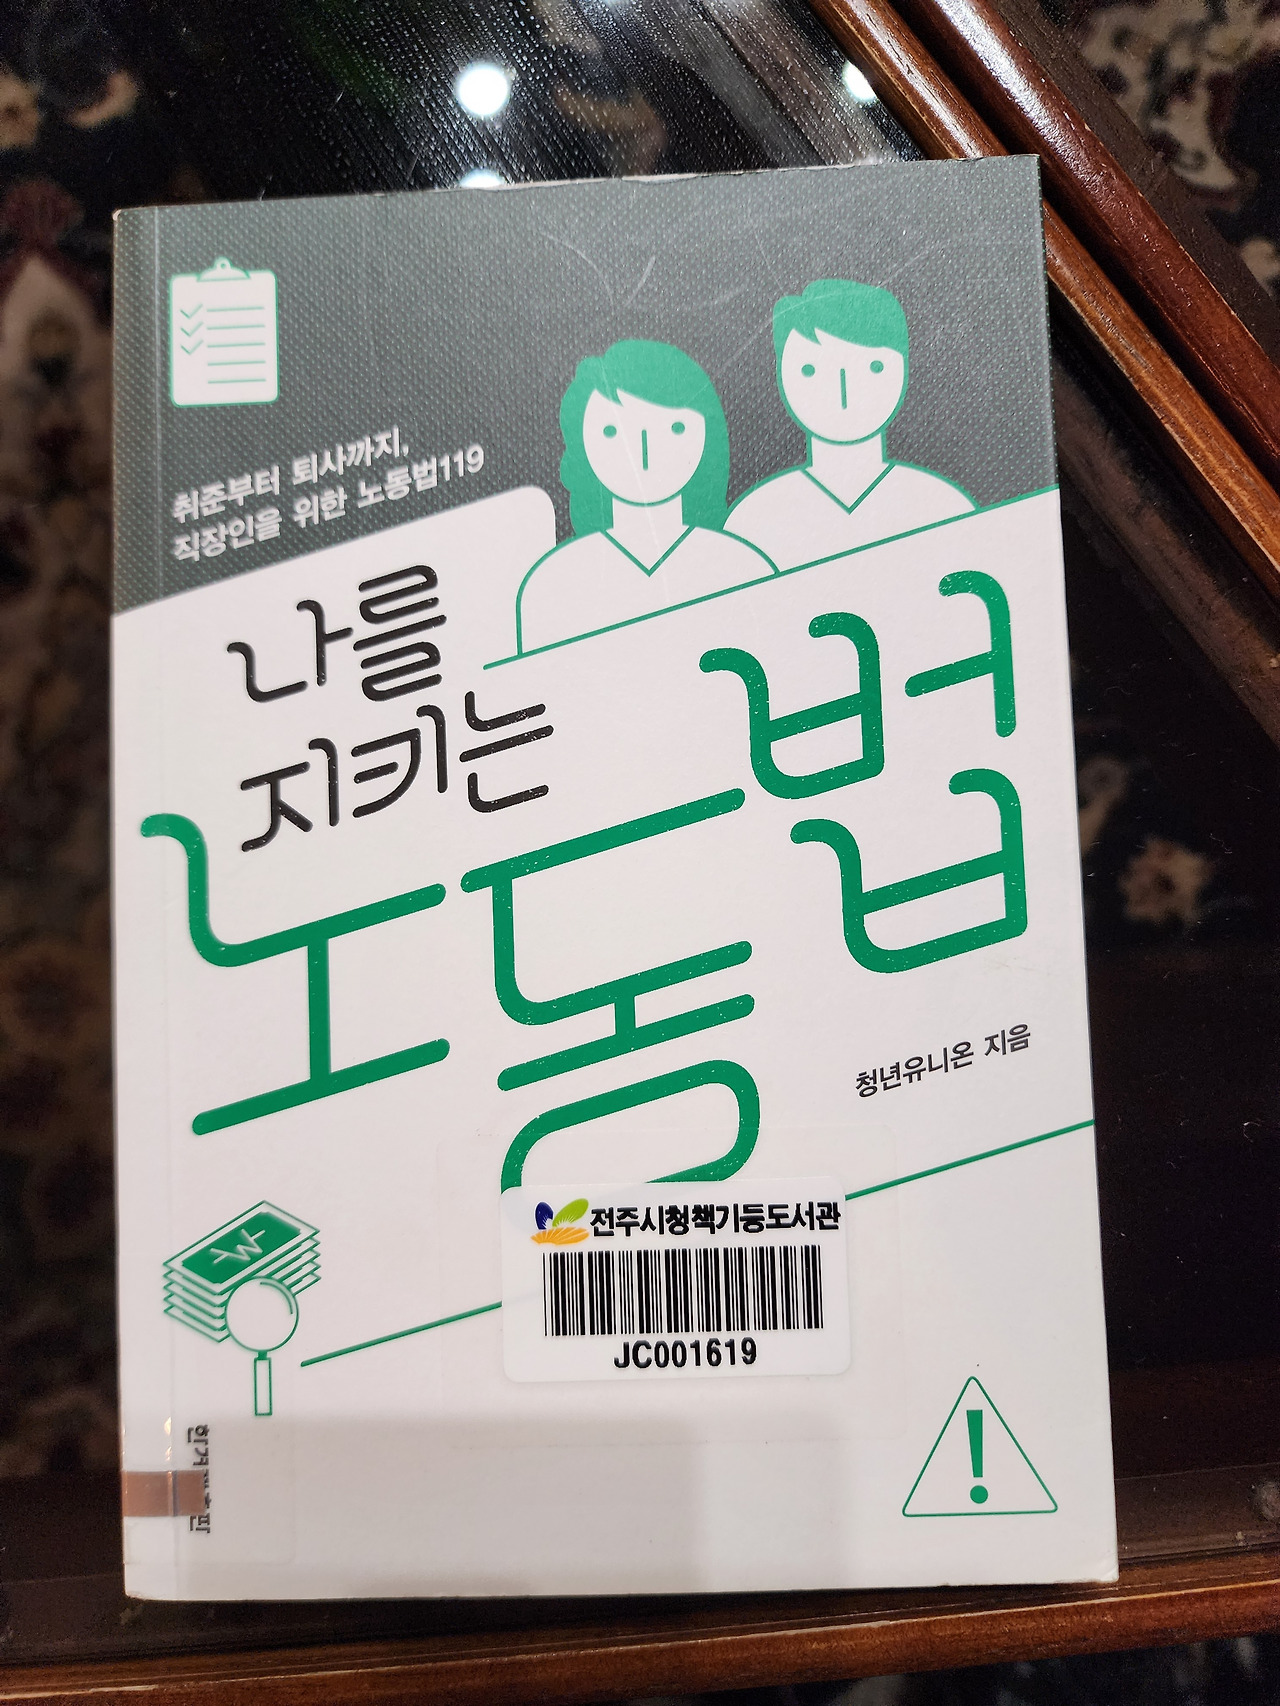 취준부터 퇴사까지,
직장인을 위한 노동법119
나를
지키는
노동법
청년유니온 지음
W
전주시청책기둥도서관
JC001619